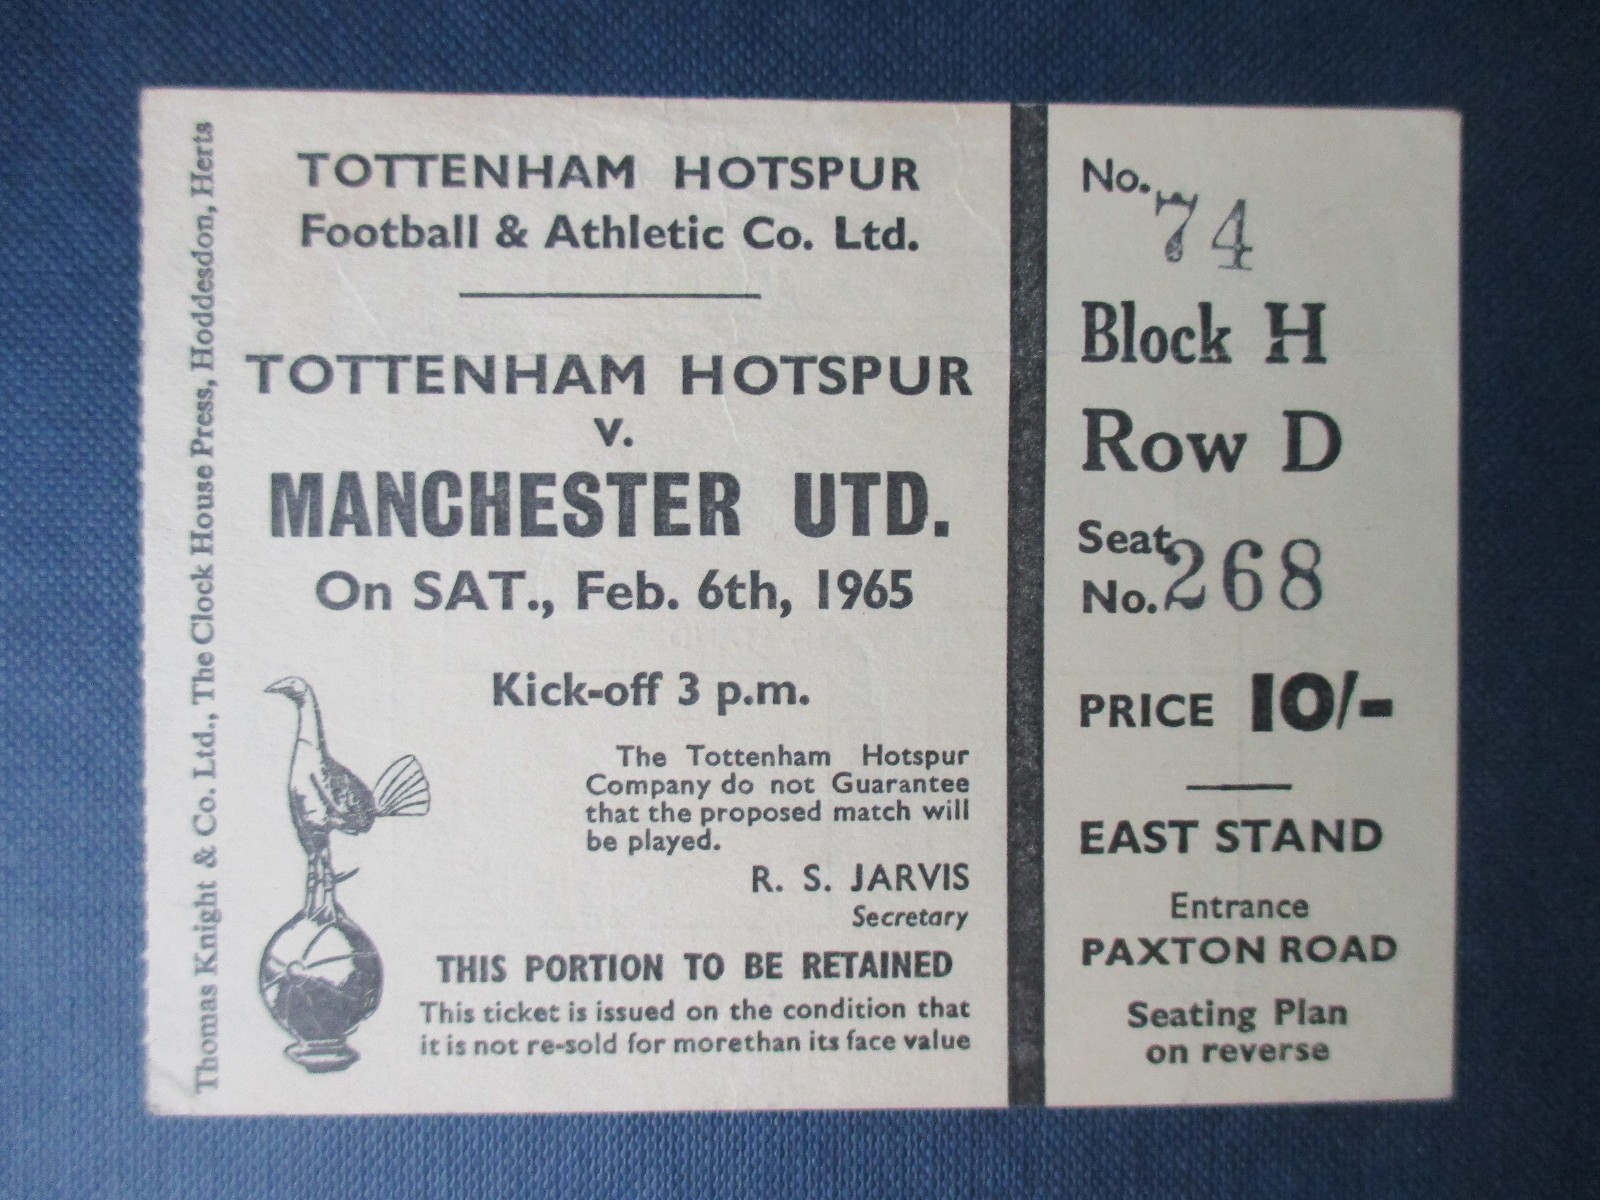 Thomas Knight & Co. Ltd., The Clock House Press, Hoddesdon, Herts
TOTTENHAM HOTSPUR
Football & Athletic Co. Ltd.
TOTTENHAM HOTSPUR
v.
MANCHESTER UTD.
On SAT., Feb. 6th, 1965
Kick-off 3 p.m.
The Tottenham Hotspur
Company do not Guarantee
that the proposed match will
be played.
R. S. JARVIS
Secretary
THIS PORTION TO BE RETAINED
This ticket is issued on the condition that
it is not re-sold for morethan its face value
No. 74
Block H
Row D
Seat
No. 268
PRICE 10/-
EAST STAND
Entrance
PAXTON ROAD
Seating Plan
on reverse